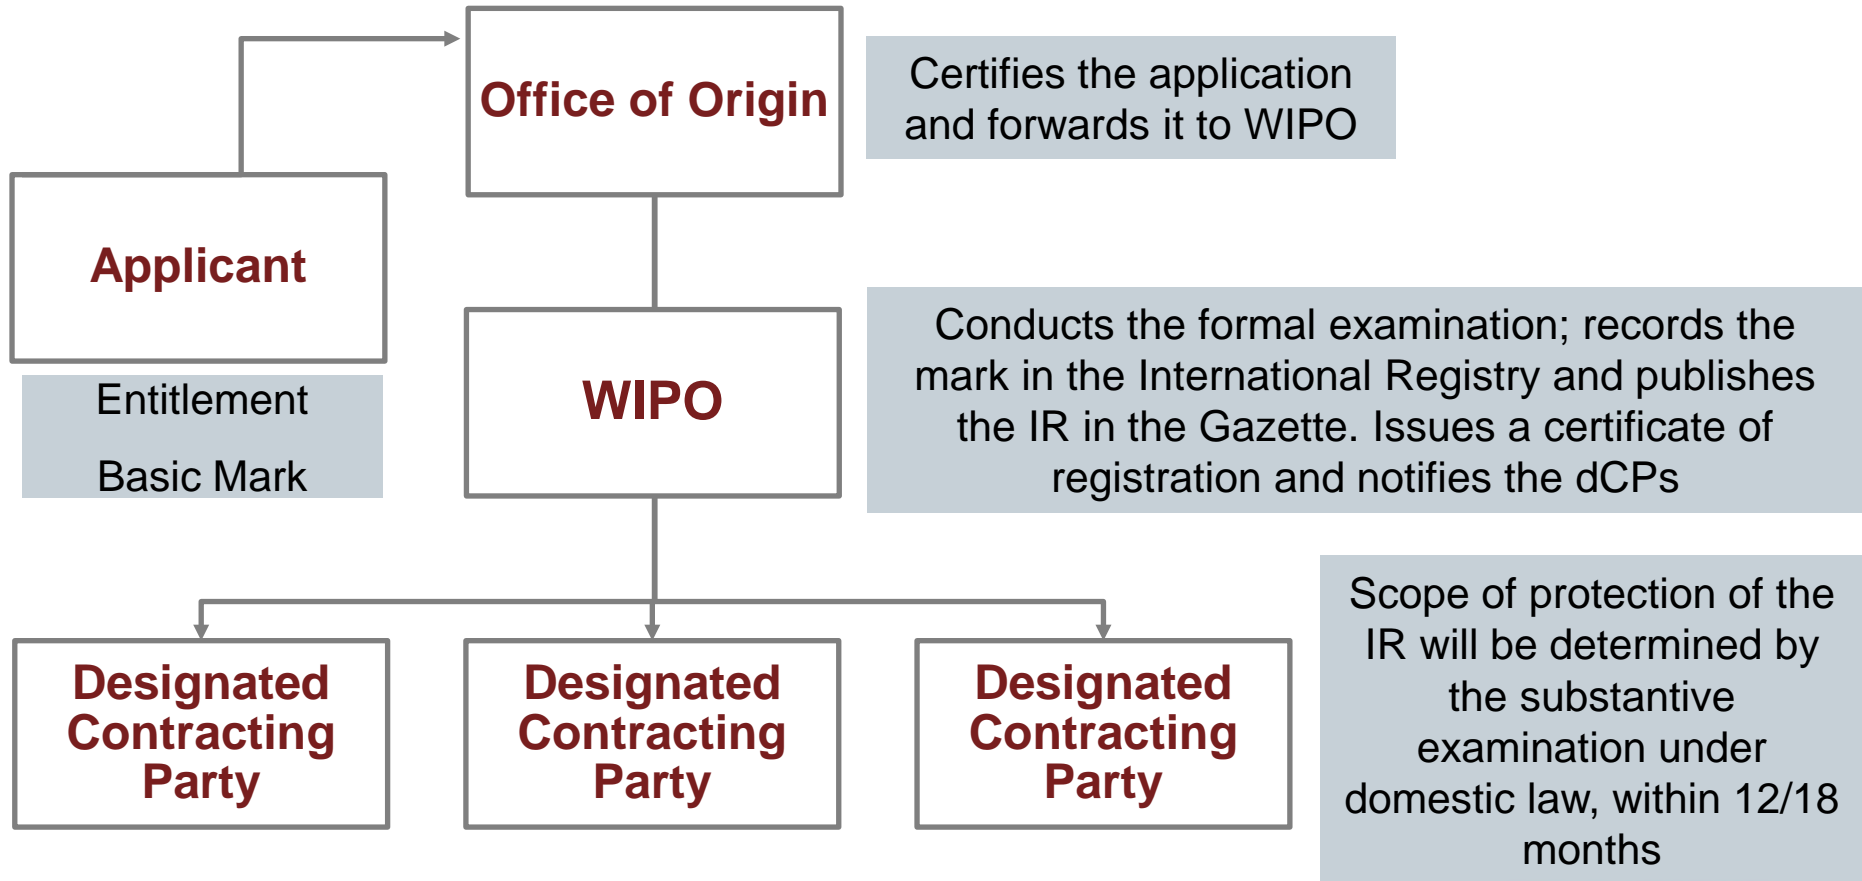 Office of Origin
Certifies the application
and forwards it to WIPO
Applicant
Entitlement
Basic Mark
WIPO
Conducts the formal examination; records the
mark in the International Registry and publishes
the IR in the Gazette. Issues a certificate of
registration and notifies the dCPs
Designated
Contracting
Party
Designated
Contracting
Party
Designated
Contracting
Party
Scope of protection of the
IR will be determined by
the substantive
examination under
domestic law, within 12/18
months